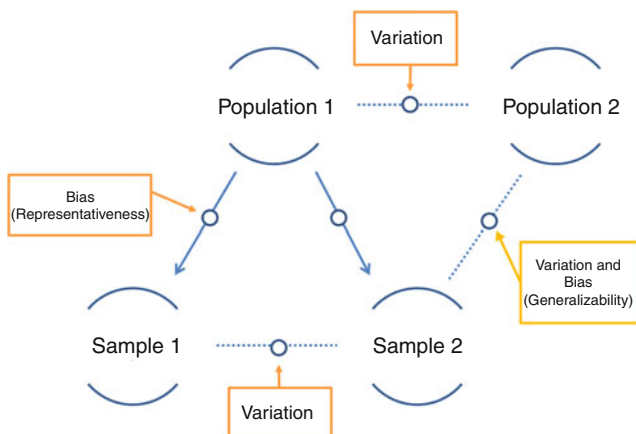 Variation
Population 1
Population 2
Bias
(Representativeness)
Variation and
Bias
(Generalizability)
Sample 1
Sample 2
Variation